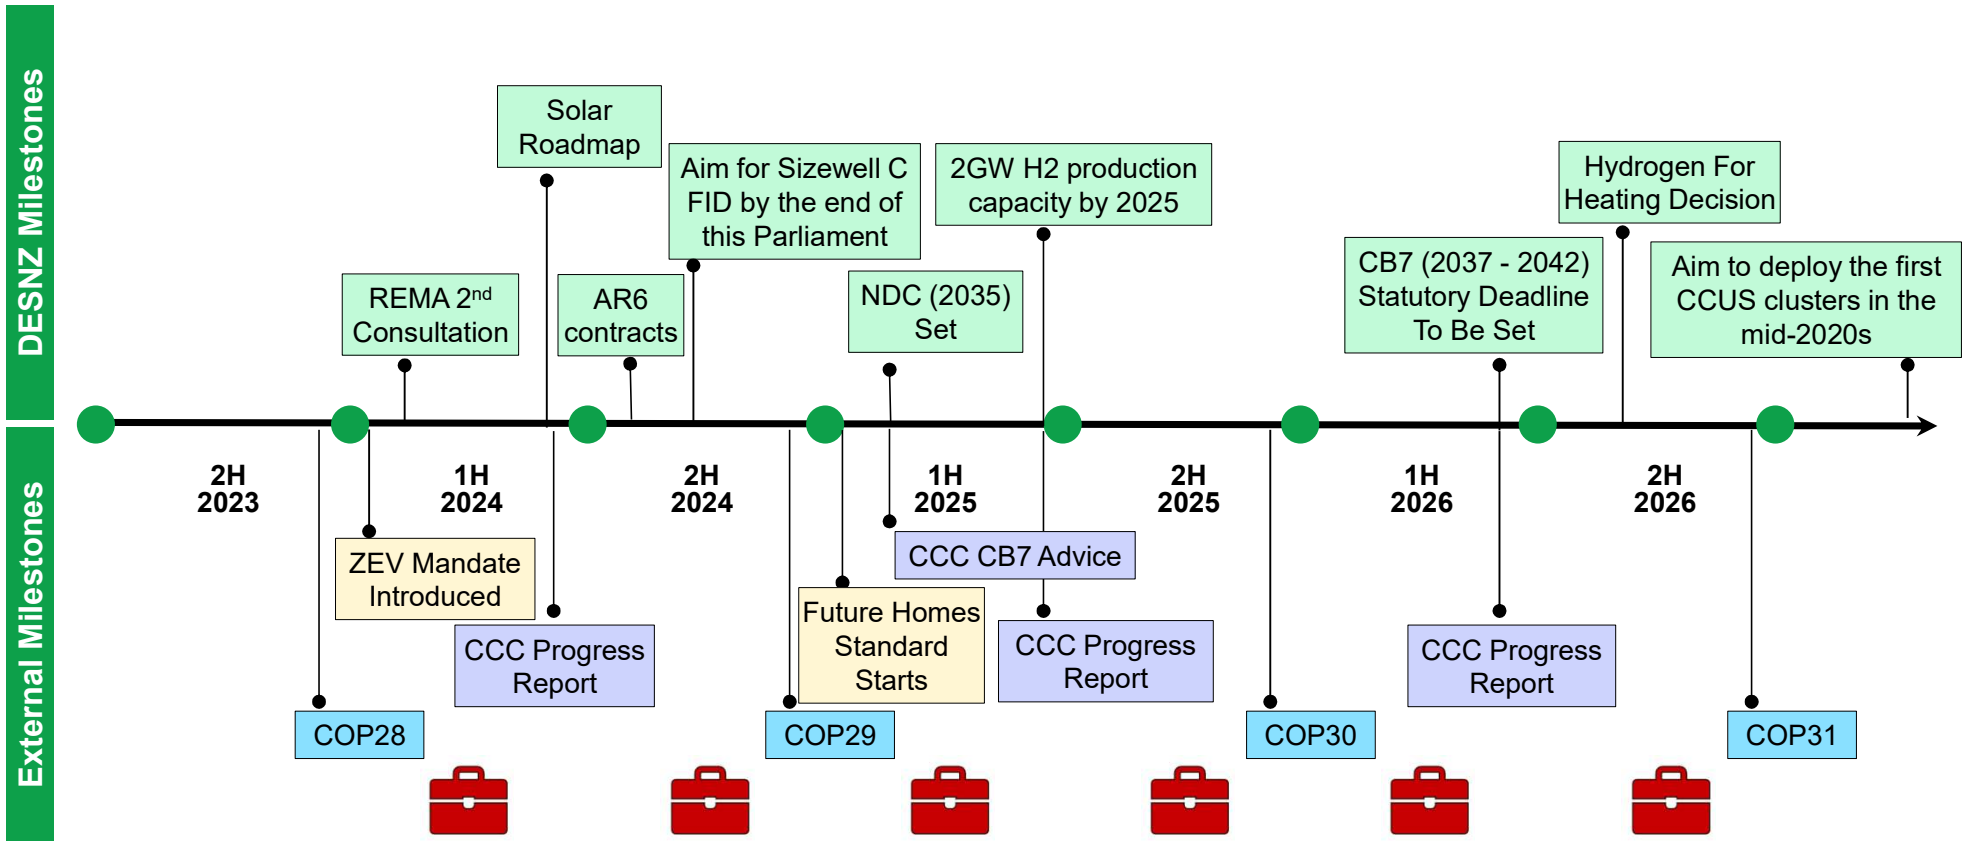 DESNZ Milestones
Solar
Roadmap
Aim for Sizewell C
FID by the end of
this Parliament
2GW H2 production
capacity by 2025
Hydrogen For
Heating Decision
REMA 2nd
Consultation
AR6
contracts
NDC (2035)
Set
CB7 (2037 - 2042)
Statutory Deadline
To Be Set
Aim to deploy the first
CCUS clusters in the
mid-2020s
2H
2023
1H
2024
2H
2024
1H
2025
2H
2025
1H
2026
2H
2026
External Milestones
ZEV Mandate
Introduced
CCC Progress
Report
Future Homes
Standard
Starts
CCC CB7 Advice
CCC Progress
Report
CCC Progress
Report
COP28
COP29
COP30
COP31